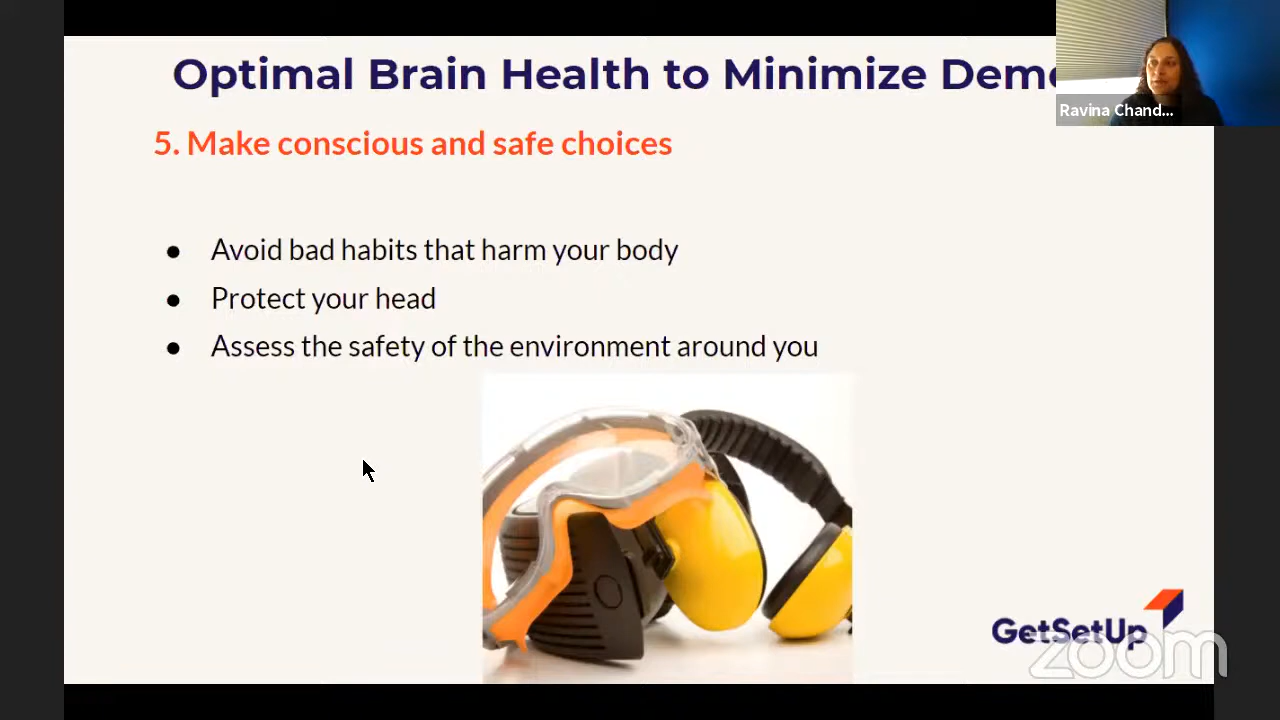 Optimal Brain Health to Minimize Deme
Ravina Chand...
5. Make conscious and safe choices
● Avoid bad habits that harm your body
● Protect your head
● Assess the safety of the environment around you
GetSetUp
zoom